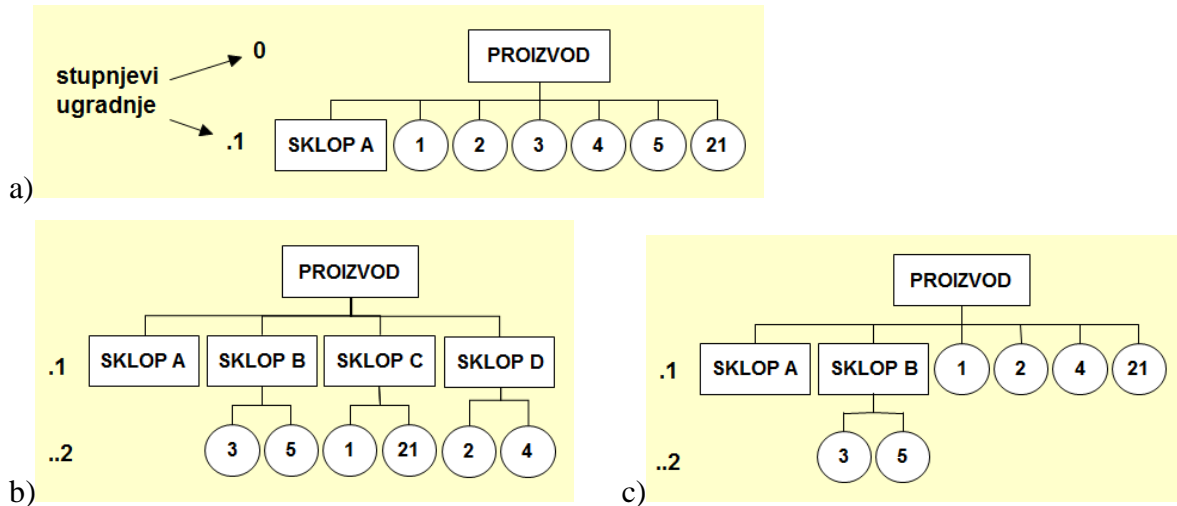 0
PROIZVOD
stupnjevi
ugradnje
.1
SKLOP A 1 2 3 4 5 21
a)
PROIZVOD
.1
SKLOP A SKLOP B SKLOP C SKLOP D
..2
3 5 1 21 2 4
b)
PROIZVOD
.1
SKLOP A SKLOP B 1 2 4 21
..2
3 5
c)